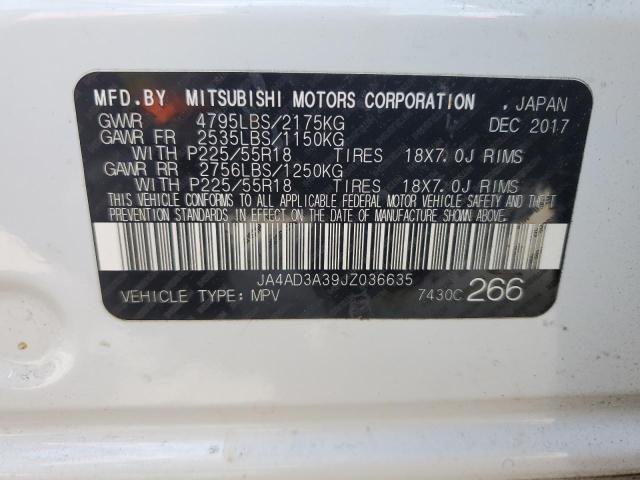 MFD.BY MITSUBISHI MOTORS CORPORATION , JAPAN
GVWR 4795LBS/2175KG DEC 2017
GAWR FR 2535LBS/1150KG
WITH P225/55R18 TIRES 18X7.0J RIMS
GAWR RR 2756LBS/1250KG
WITH P225/55R18 TIRES 18X7.0J RIMS
THIS VEHICLE CONFORMS TO ALL APPLICABLE FEDERAL MOTOR VEHICLE SAFETY AND THEFT
PREVENTION STANDARDS IN EFFECT ON THE DATE OF MANUFACTURE SHOWN ABOVE.
JA4AD3A39JZ036635
VEHICLE TYPE: MPV 7430C 266